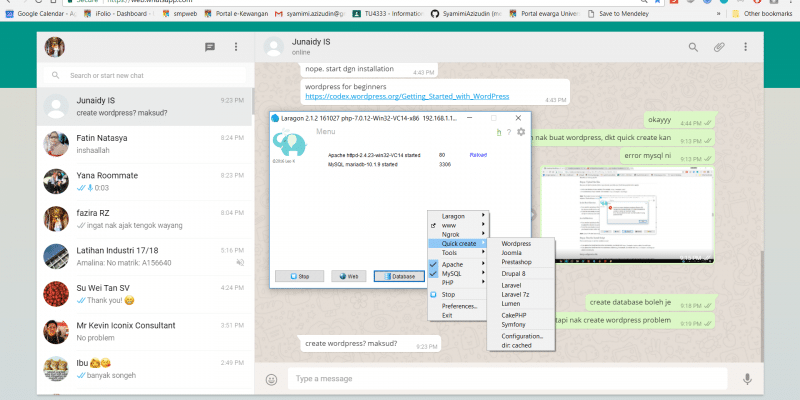 Secure https://web.whatsapp.com
Google Calendar - A
iFolio - Dashboard
smpweb
Portal e-Kewangan
syamimi.azizudin@g
TU4333 - Information
SyamimiAzizudin (sm
Portal ewarga Univer
Save to Mendeley
»
Other bookmarks
Search or start new chat
Junaidy IS
9:23 PM
create wordpress? maksud?
Fatin Natasya
8:24 PM
inshaallah
Yana Roommate
8:23 PM
0:03
fazira RZ
8:04 PM
ingat nak ajak tengok wayang
Latihan Industri 17/18
5:16 PM
Amalina: No matrik: A156640
Su Wei Tan SV
4:24 PM
Thank you!
Mr Kevin Iconix Consultant
3:51 PM
No problem
Ibu
2:49 PM
banyak songeh
Junaidy IS
online
nope. start dgn installation
4:43 PM
wordpress for beginners
https://codex.wordpress.org/Getting_Started_with_WordPress
4:43 PM
okayyy
4:44 PM
nak buat wordpress, dkt quick create kan
9:13 PM
error mysql ni
9:13 PM
9:18 PM
create database boleh je
9:18 PM
tapi nak create wordpress problem
9:19 PM
create wordpress? maksud?
9:23 PM
Type a message
Laragon 2.1.2 161027 php-7.0.12-Win32-VC14-x86 192.168.1.1...
Menu
Apache httpd-2.4.23-win32-VC14 started 80 Reload
MySQL mariadb-10.1.9 started 3306
Stop
Web
Database
Laragon
www
Ngrok
Quick create
Tools
Apache
MySQL
PHP
Stop
Preferences...
Exit
Wordpress
Joomla
Prestashop
Drupal 8
Laravel
Laravel 7z
Lumen
CakePHP
Symfony
Configuration...
dir: cached